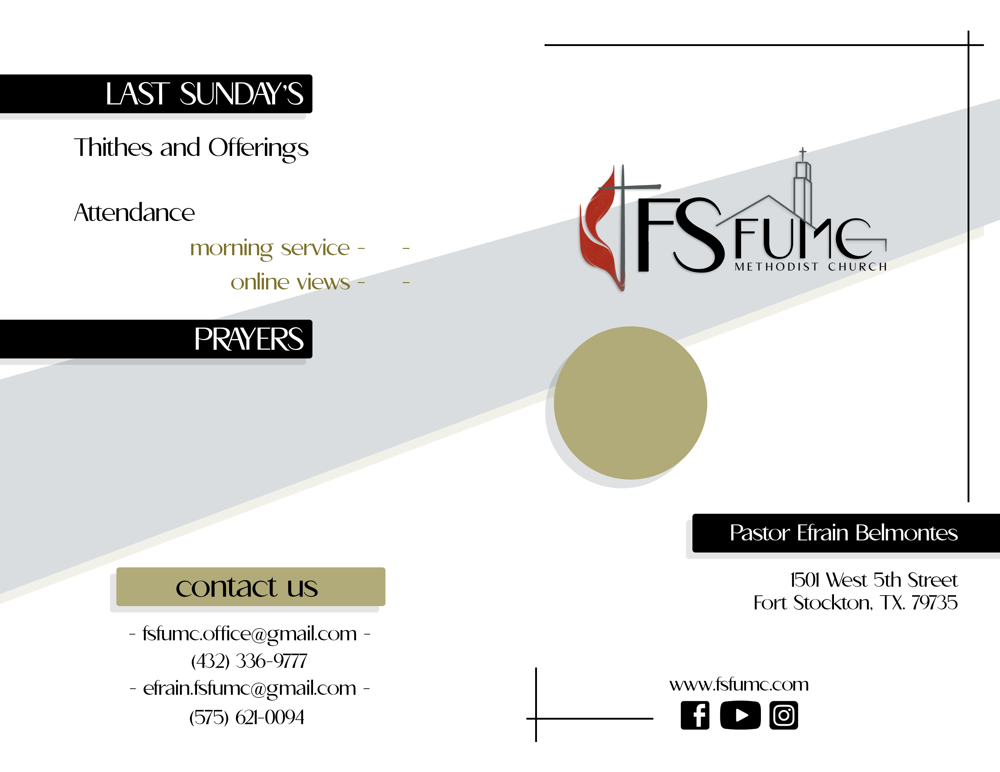 LAST SUNDAY'S
Thithes and Offerings
Attendance
morning service -     -
online views -     -
PRAYERS
contact us
- fsfumc.office@gmail.com -
(432) 336-9777
- efrain.fsfumc@gmail.com -
(575) 621-0094
FS FUMC
METHODIST CHURCH
Pastor Efrain Belmontes
1501 West 5th Street
Fort Stockton, TX. 79735
www.fsfumc.com